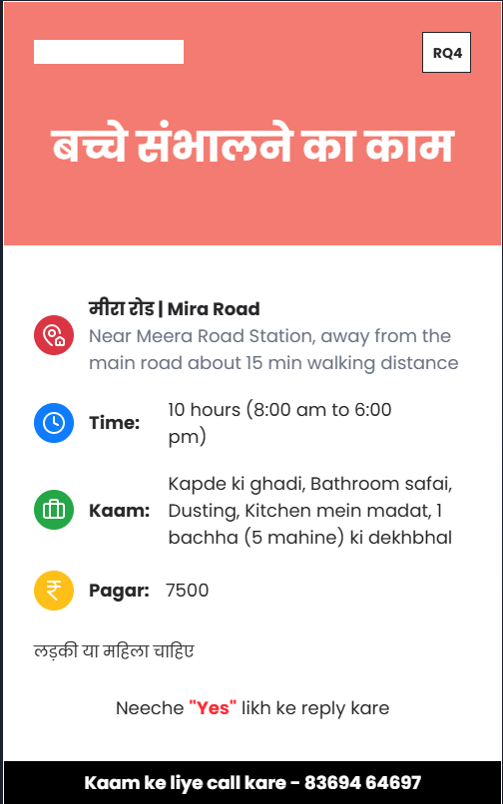 RQ4
बच्चे संभालने का काम
मीरा रोड | Mira Road
Near Meera Road Station, away from the
main road about 15 min walking distance
Time: 10 hours (8:00 am to 6:00
pm)
Kaam: Kapde ki ghadi, Bathroom safai,
Dusting, Kitchen mein madat, 1
bachha (5 mahine) ki dekhbhal
Pagar: 7500
लड़की या महिला चाहिए
Neeche "Yes" likh ke reply kare
Kaam ke liye call kare - 83694 64697